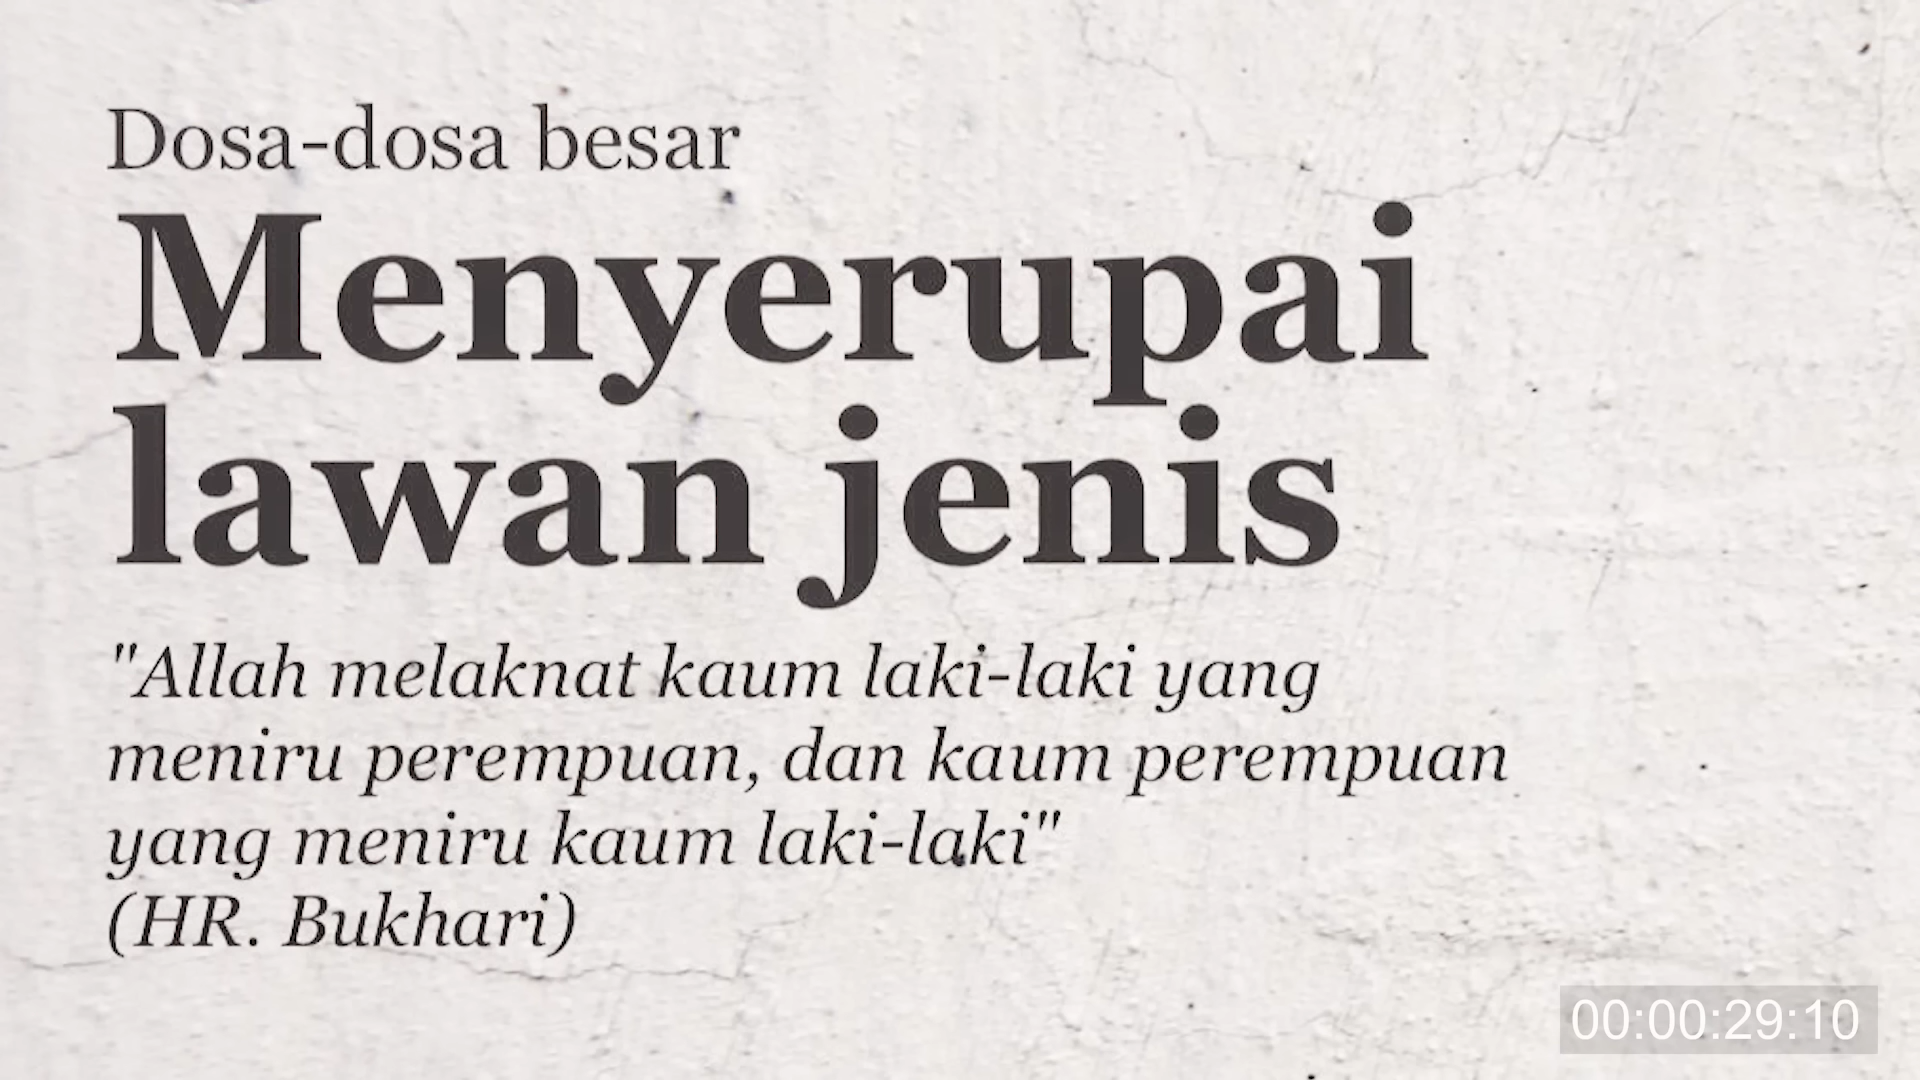 Dosa-dosa besar
Menyerupai
lawan jenis
"Allah melaknat kaum laki-laki yang
meniru perempuan, dan kaum perempuan
yang meniru kaum laki-laki"
(HR. Bukhari)
00:00:29:10